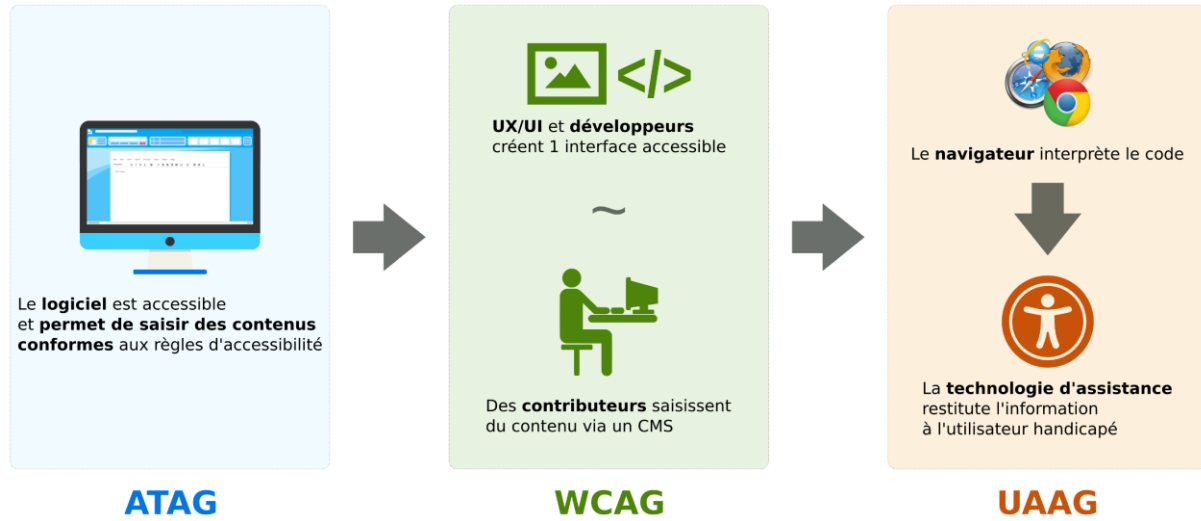 Le logiciel est accessible
et permet de saisir des contenus
conformes aux règles d'accessibilité
ATAG
</>
UX/UI et développeurs
créent 1 interface accessible
~
Des contributeurs saisissent
du contenu via un CMS
WCAG
Le navigateur interprète le code
La technologie d'assistance
restitute l'information
à l'utilisateur handicapé
UAAG